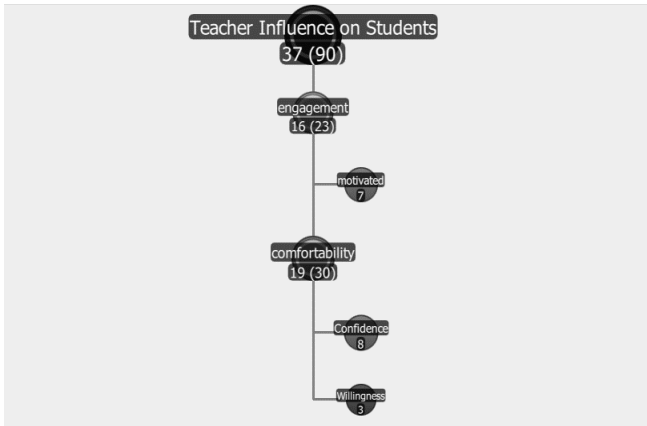 Teacher Influence on Students
37 (90)
engagement
16 (23)
motivated
7
comfortability
19 (30)
Confidence
8
Willingness
3